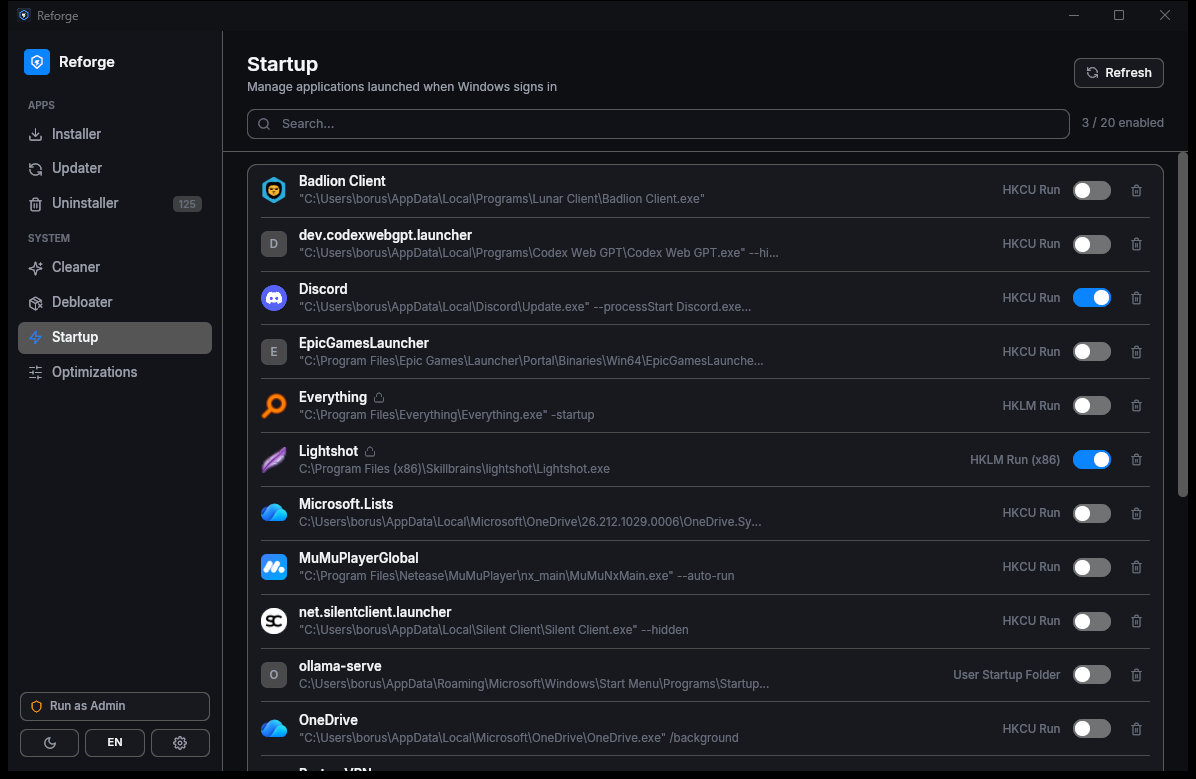 Reforge
Reforge
APPS
Installer
Updater
Uninstaller 125
SYSTEM
Cleaner
Debloater
Startup
Optimizations
Run as Admin
EN
Startup
Manage applications launched when Windows signs in
Refresh
Search...
3 / 20 enabled
Badlion Client
"C:\Users\borus\AppData\Local\Programs\Lunar Client\Badlion Client.exe"
HKCU Run
D
dev.codexwebgpt.launcher
"C:\Users\borus\AppData\Local\Programs\Codex Web GPT\Codex Web GPT.exe" --hi...
HKCU Run
Discord
"C:\Users\borus\AppData\Local\Discord\Update.exe" --processStart Discord.exe...
HKCU Run
E
EpicGamesLauncher
"C:\Program Files\Epic Games\Launcher\Portal\Binaries\Win64\EpicGamesLaunche...
HKCU Run
Everything
"C:\Program Files\Everything\Everything.exe" -startup
HKLM Run
Lightshot
C:\Program Files (x86)\Skillbrains\lightshot\Lightshot.exe
HKLM Run (x86)
Microsoft.Lists
C:\Users\borus\AppData\Local\Microsoft\OneDrive\26.212.1029.0006\OneDrive.Sy...
HKCU Run
MuMuPlayerGlobal
"C:\Program Files\Netease\MuMuPlayer\nx_main\MuMuNxMain.exe" --auto-run
HKCU Run
SC
net.silentclient.launcher
"C:\Users\borus\AppData\Local\Silent Client\Silent Client.exe" --hidden
HKCU Run
O
ollama-serve
C:\Users\borus\AppData\Roaming\Microsoft\Windows\Start Menu\Programs\Startup...
User Startup Folder
OneDrive
"C:\Users\borus\AppData\Local\Microsoft\OneDrive\OneDrive.exe" /background
HKCU Run